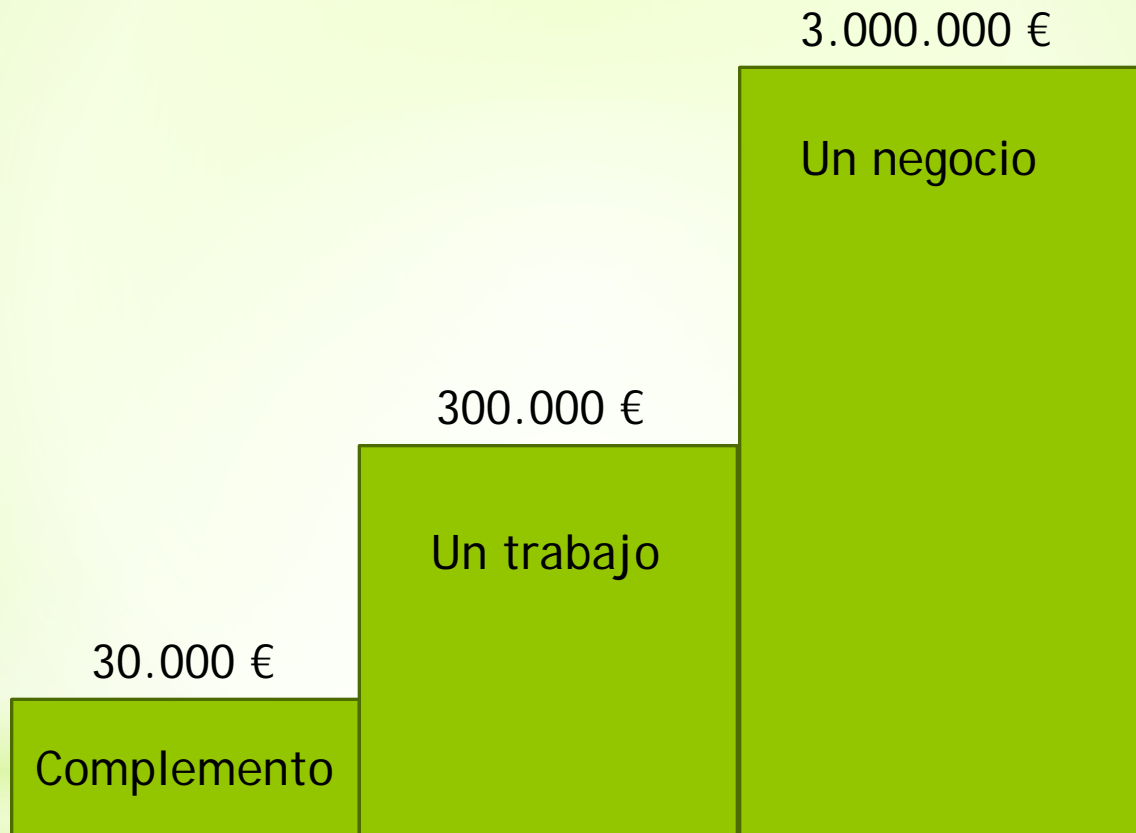 3.000.000 €
Un negocio
300.000 €
Un trabajo
30.000 €
Complemento